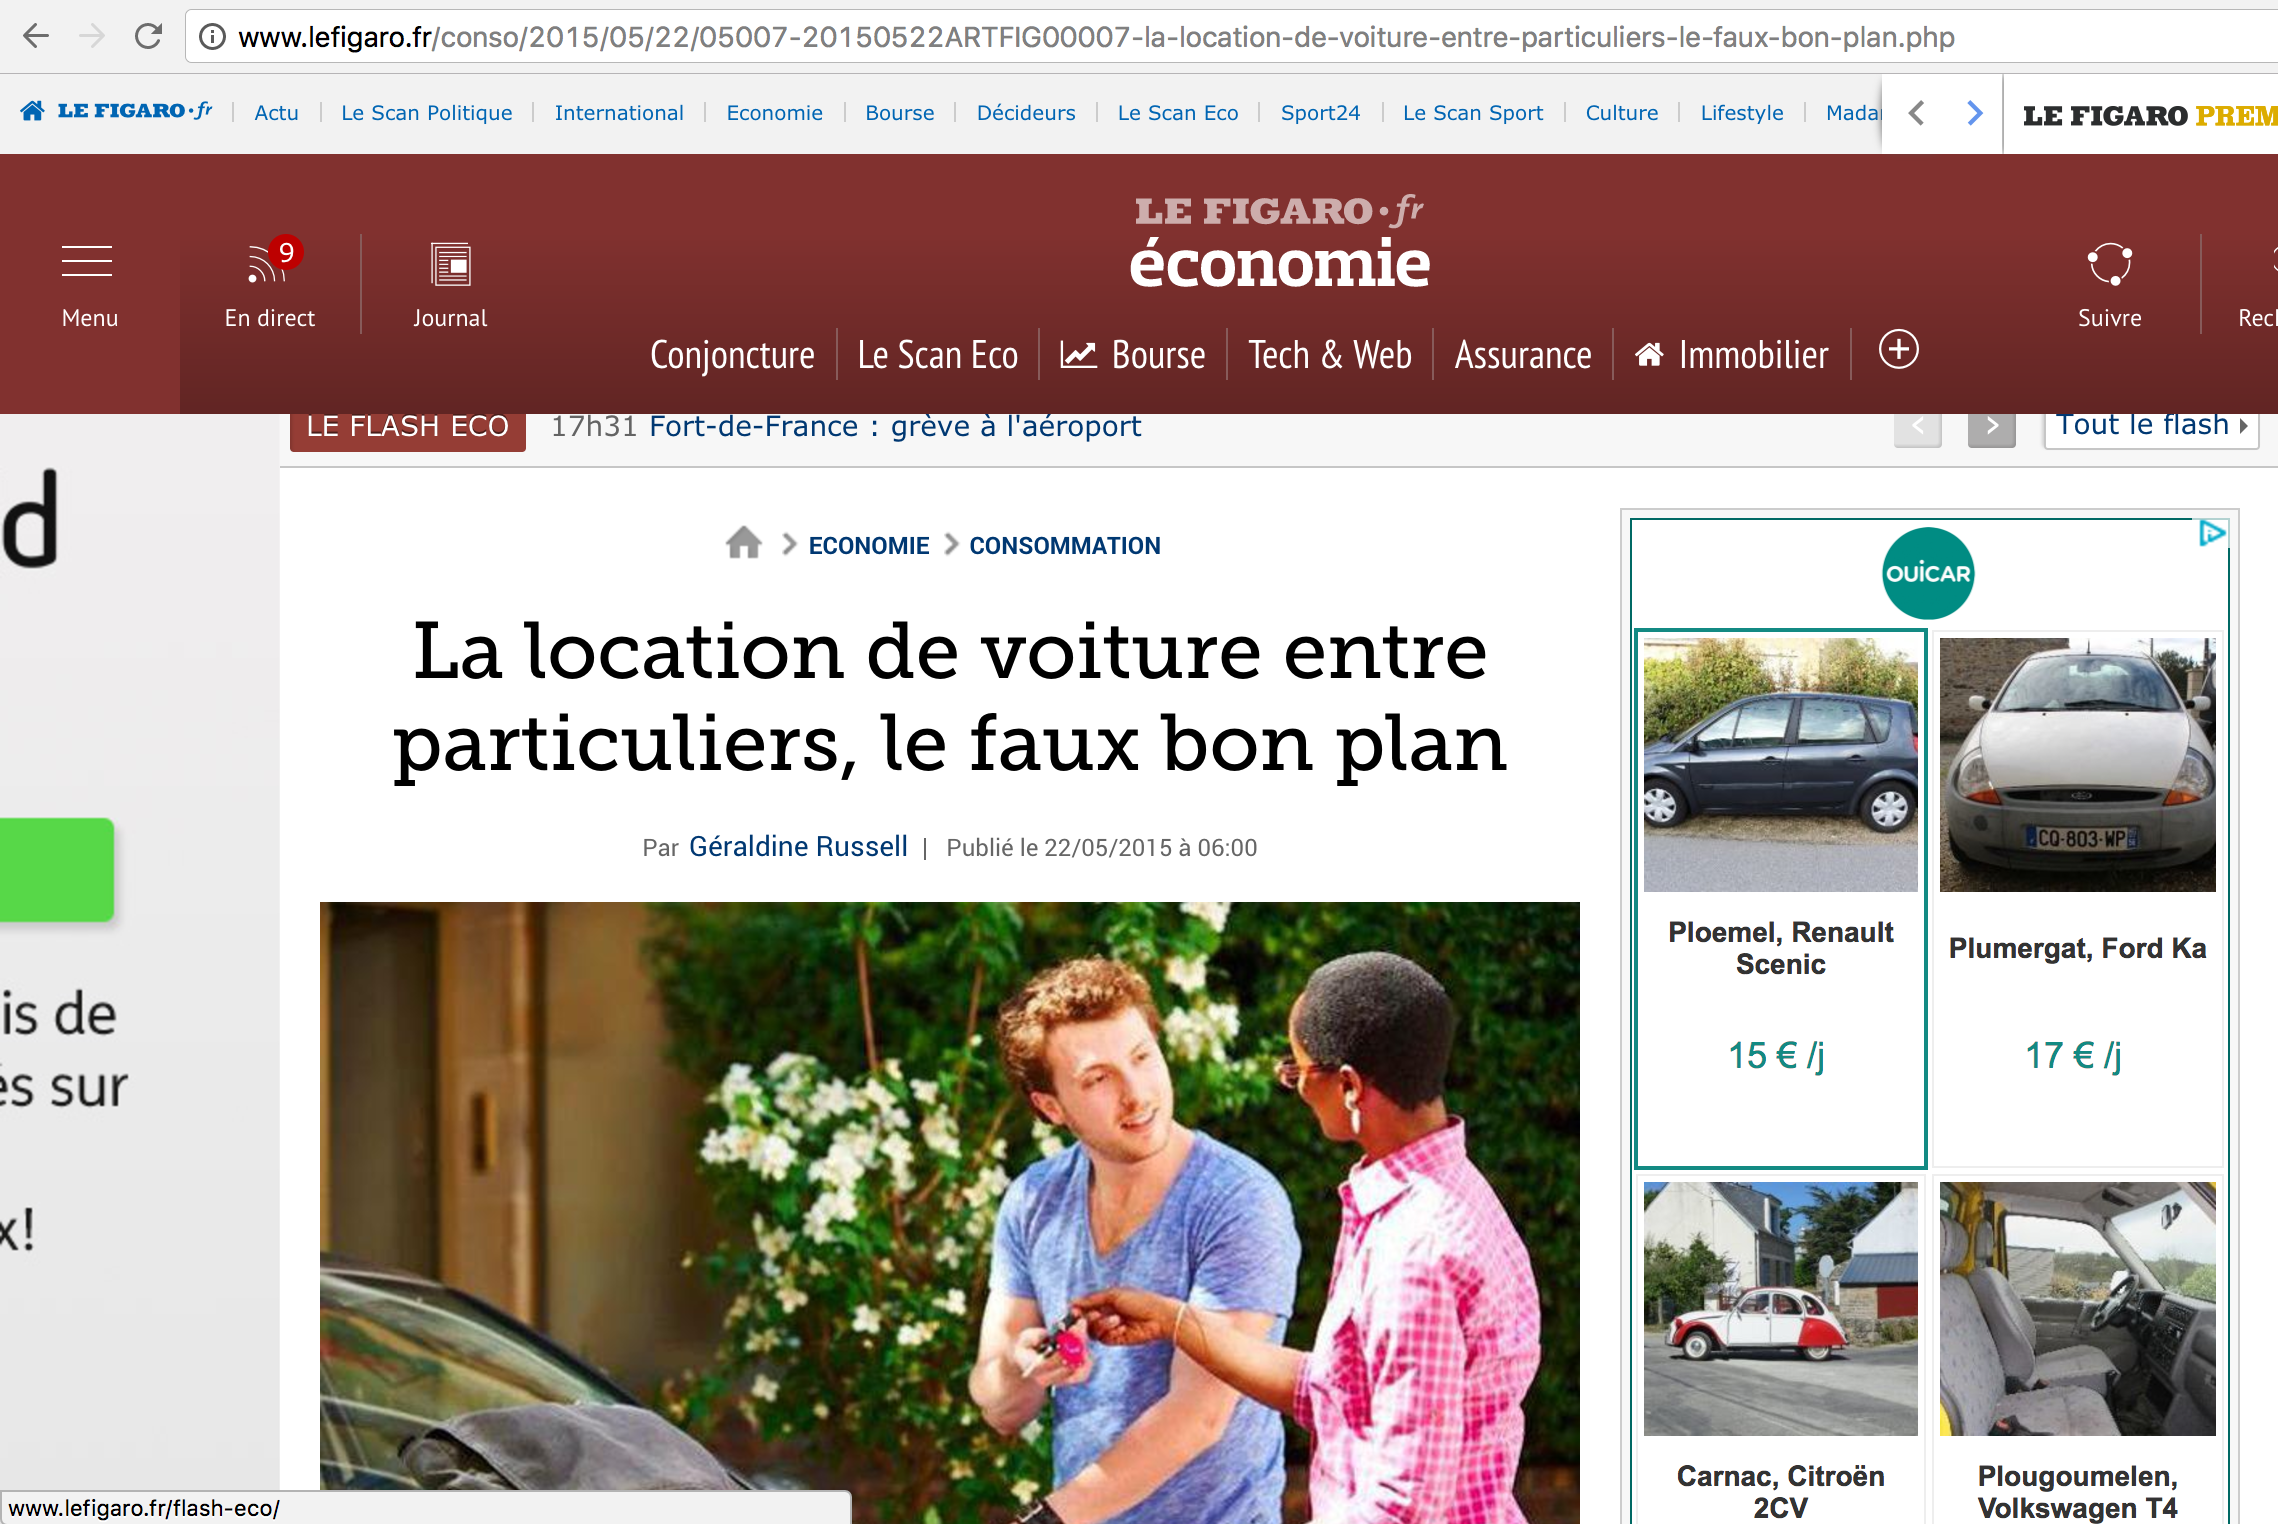 www.lefigaro.fr/conso/2015/05/22/05007-20150522ARTFIG00007-la-location-de-voiture-entre-particuliers-le-faux-bon-plan.php
LE FIGARO·fr
Actu
Le Scan Politique
International
Economie
Bourse
Décideurs
Le Scan Eco
Sport24
Le Scan Sport
Culture
Lifestyle
LE FIGARO
LE FIGARO·fr
économie
Menu
9
En direct
Journal
Suivre
Conjoncture
Le Scan Eco
Bourse
Tech & Web
Assurance
Immobilier
LE FLASH ECO
17h31 Fort-de-France : grève à l'aéroport
Tout le flash
ECONOMIE > CONSOMMATION
La location de voiture entre
particuliers, le faux bon plan
Par Géraldine Russell | Publié le 22/05/2015 à 06:00
OUiCAR
CQ-803-WP
Ploemel, Renault
Scenic
15 € /j
Plumergat, Ford Ka
17 € /j
Carnac, Citroën
2CV
Plougoumelen,
Volkswagen T4
de
sur
x!
www.lefigaro.fr/flash-eco/